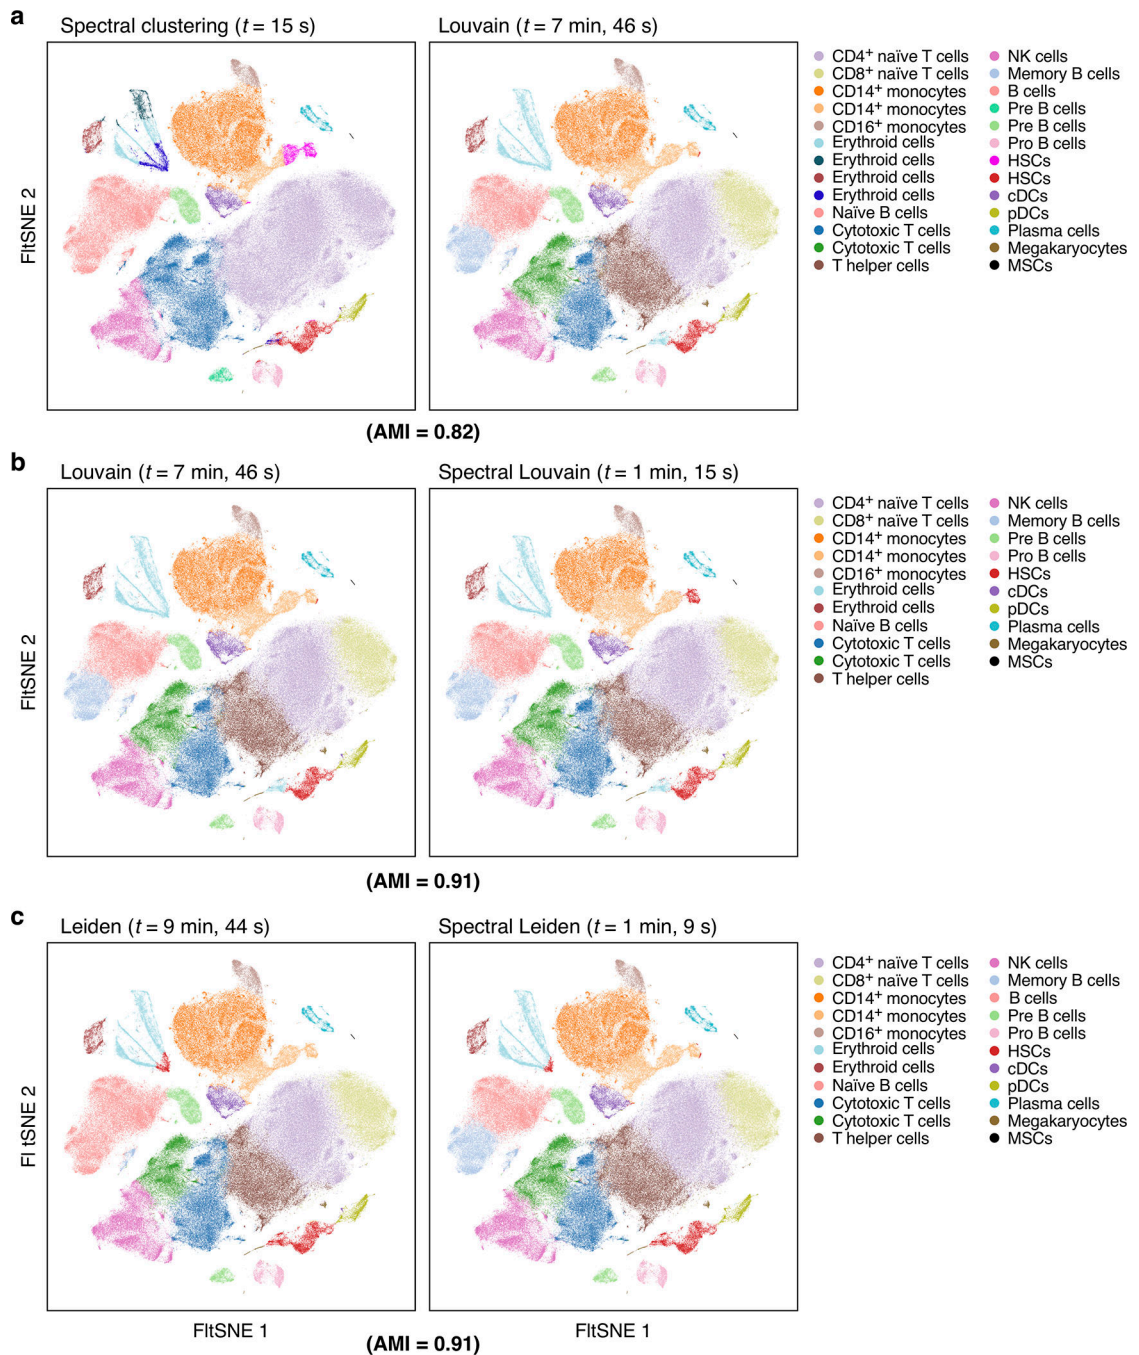 a
Spectral clustering (t = 15 s)
Louvain (t = 7 min, 46 s)
FltSNE 2
CD4+ naïve T cells
CD8+ naïve T cells
CD14+ monocytes
CD14+ monocytes
CD16+ monocytes
Erythroid cells
Erythroid cells
Erythroid cells
Erythroid cells
Naïve B cells
Cytotoxic T cells
Cytotoxic T cells
T helper cells
NK cells
Memory B cells
B cells
Pre B cells
Pre B cells
Pro B cells
HSCs
HSCs
cDCs
pDCs
Plasma cells
Megakaryocytes
MSCs
(AMI = 0.82)
b
Louvain (t = 7 min, 46 s)
Spectral Louvain (t = 1 min, 15 s)
FltSNE 2
CD4+ naïve T cells
CD8+ naïve T cells
CD14+ monocytes
CD14+ monocytes
CD16+ monocytes
Erythroid cells
Erythroid cells
Naïve B cells
Cytotoxic T cells
Cytotoxic T cells
T helper cells
NK cells
Memory B cells
Pre B cells
Pro B cells
HSCs
cDCs
pDCs
Plasma cells
Megakaryocytes
MSCs
(AMI = 0.91)
c
Leiden (t = 9 min, 44 s)
Spectral Leiden (t = 1 min, 9 s)
Fl tSNE 2
CD4+ naïve T cells
CD8+ naïve T cells
CD14+ monocytes
CD14+ monocytes
CD16+ monocytes
Erythroid cells
Erythroid cells
Naïve B cells
Cytotoxic T cells
Cytotoxic T cells
T helper cells
NK cells
Memory B cells
B cells
Pre B cells
Pro B cells
HSCs
cDCs
pDCs
Plasma cells
Megakaryocytes
MSCs
FltSNE 1
FltSNE 1
(AMI = 0.91)